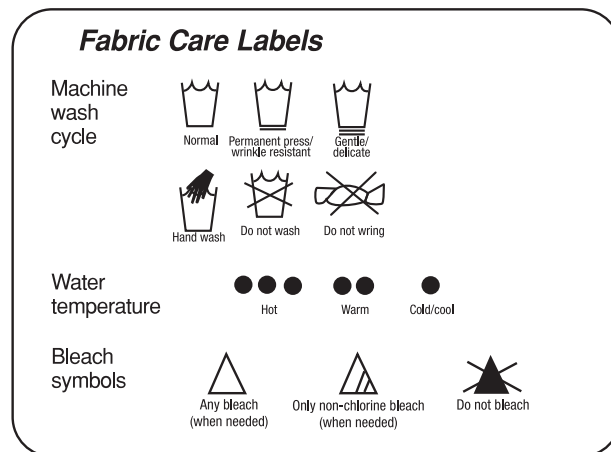 Fabric Care Labels
Machine
wash
cycle
Normal
Permanent press/
wrinkle resistant
Gentle/
delicate
Hand wash
Do not wash
Do not wring
Water
temperature
Hot
Warm
Cold/cool
Bleach
symbols
Any bleach
(when needed)
Only non-chlorine bleach
(when needed)
Do not bleach